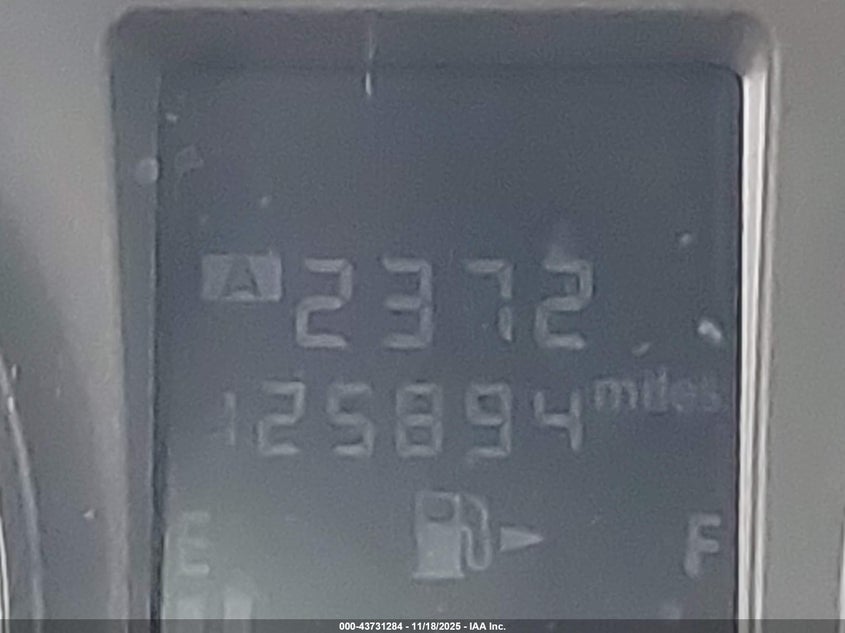 A 2372
125894 miles
E F
000-43731284 - 11/18/2025 - IAA Inc.